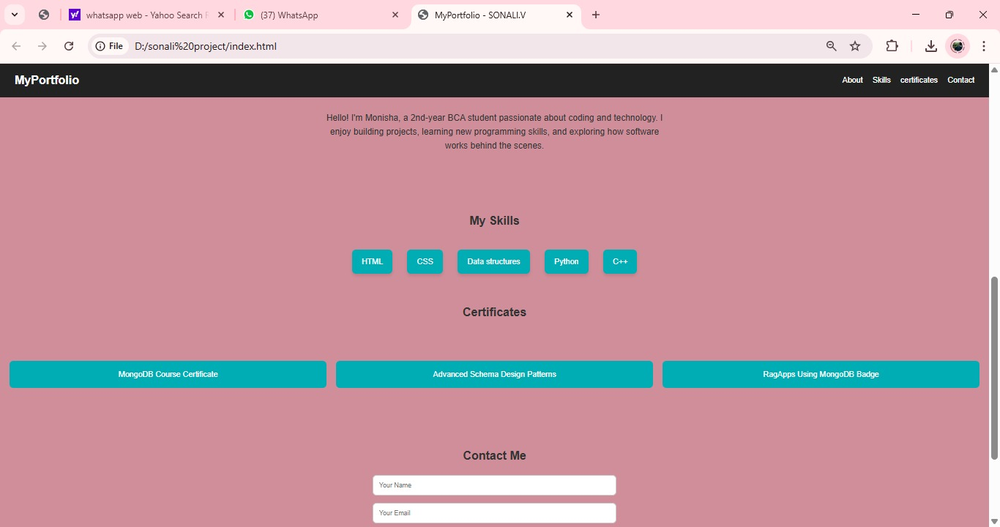 whatsapp web - Yahoo Search
(37) WhatsApp
MyPortfolio - SONALI.V
File
D:/sonali%20project/index.html
MyPortfolio
About
Skills
certificates
Contact
Hello! I'm Monisha, a 2nd-year BCA student passionate about coding and technology. I
enjoy building projects, learning new programming skills, and exploring how software
works behind the scenes.
My Skills
HTML
CSS
Data structures
Python
C++
Certificates
MongoDB Course Certificate
Advanced Schema Design Patterns
RagApps Using MongoDB Badge
Contact Me
Your Name
Your Email